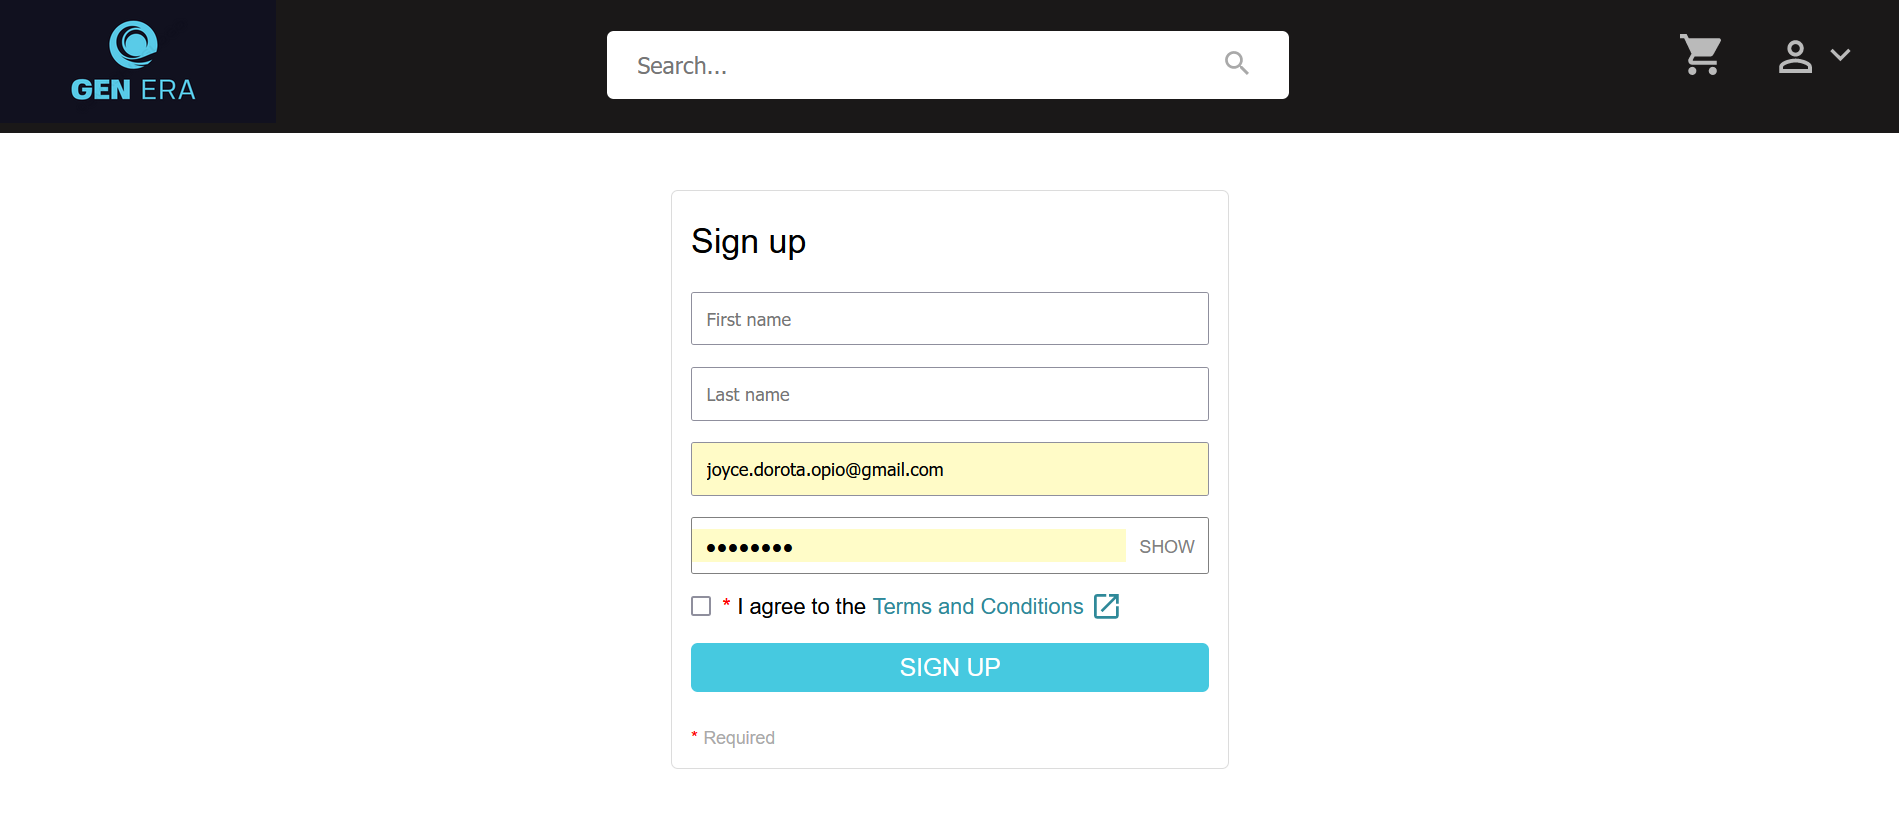 GEN ERA
Search...
Sign up
First name
Last name
joyce.dorota.opio@gmail.com
SHOW
* I agree to the Terms and Conditions
SIGN UP
* Required